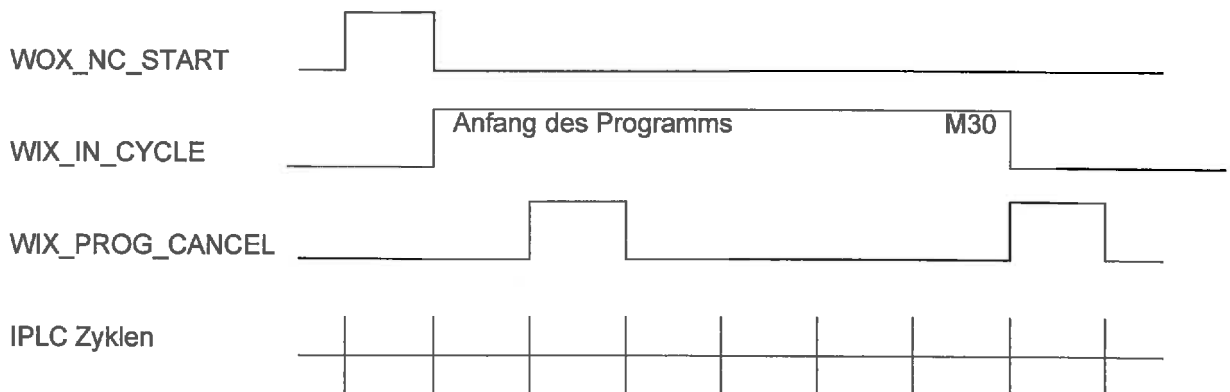 WOX_NC_START
WIX_IN_CYCLE
Anfang des Programms M30
WIX_PROG_CANCEL
IPLC Zyklen